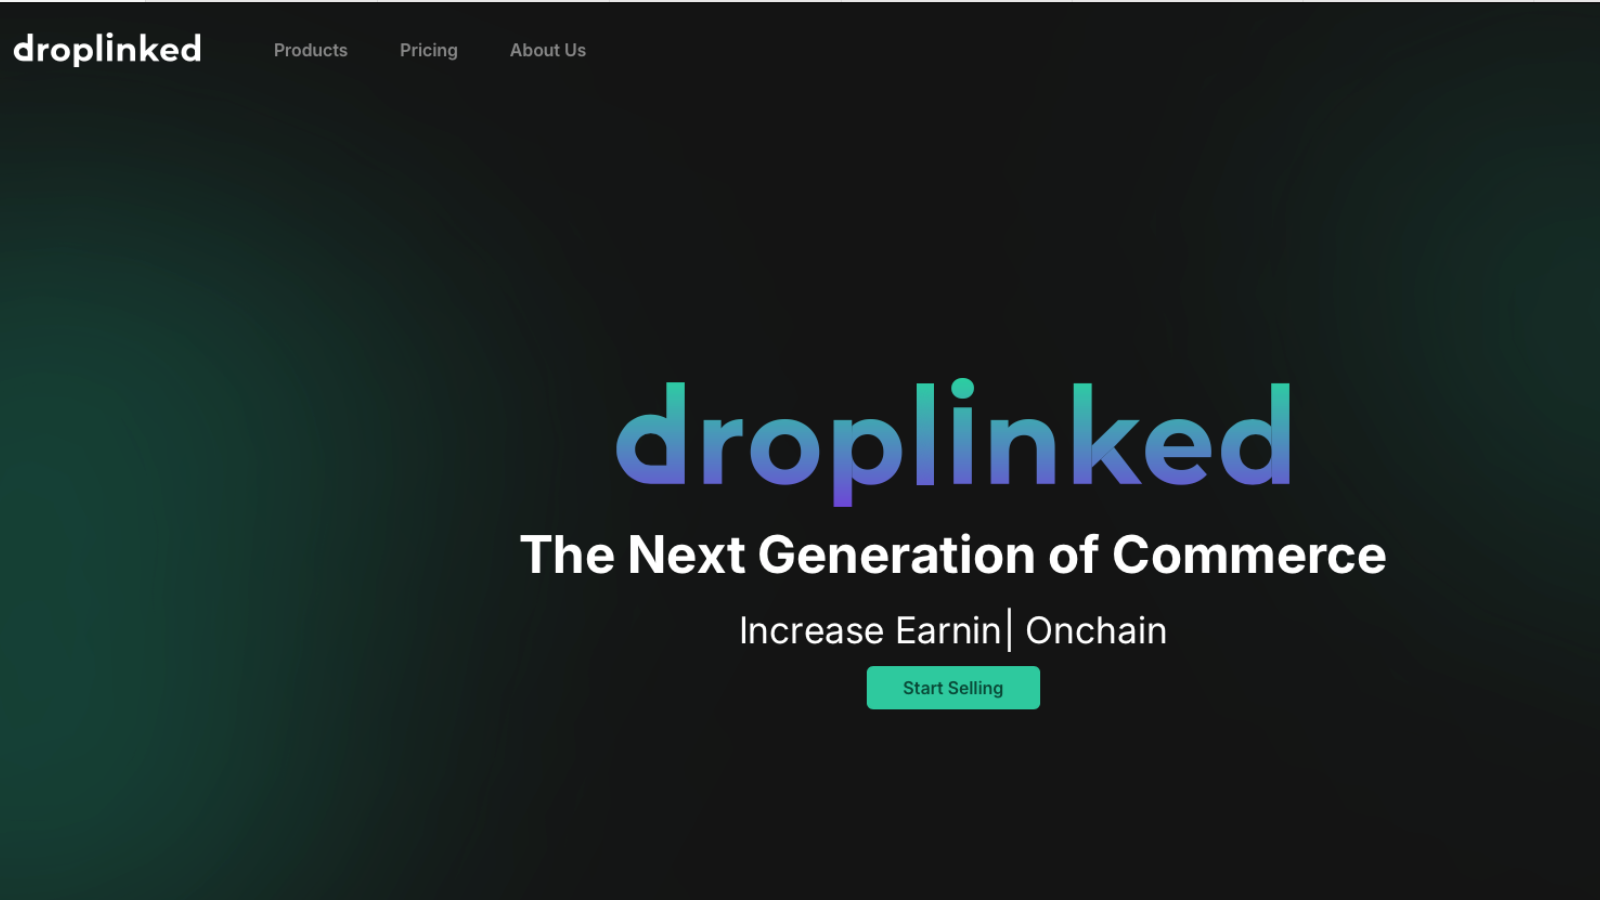 droplinked Products Pricing About Us
droplinked
The Next Generation of Commerce
Increase Earnin| Onchain
Start Selling